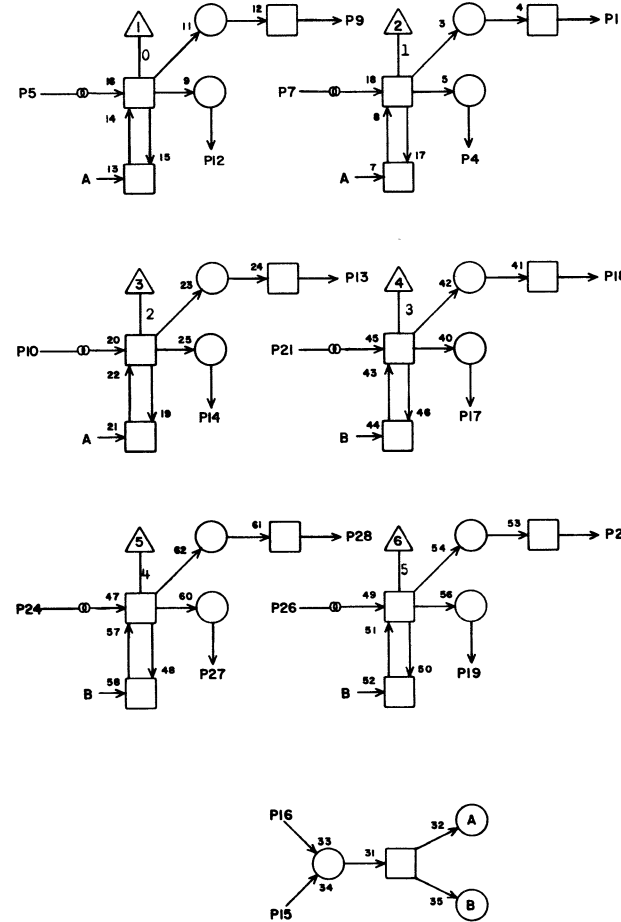 1 11 12 P9 2 3 4 P1
0 1
P5 16 9 P7 18 5
14 15 8 17
A 13 P12 A 7 P4
3 23 24 P13 4 42 41
2 3
P10 20 25 P21 45 40
22 19 43 46
A 21 P14 B 44 P17
5 62 61 P28 6 54 53
4 5
P24 47 60 P26 49 56
57 48 51 50
B 58 P27 B 52 P19
P16 33 31 32 A
34
P15 35 B